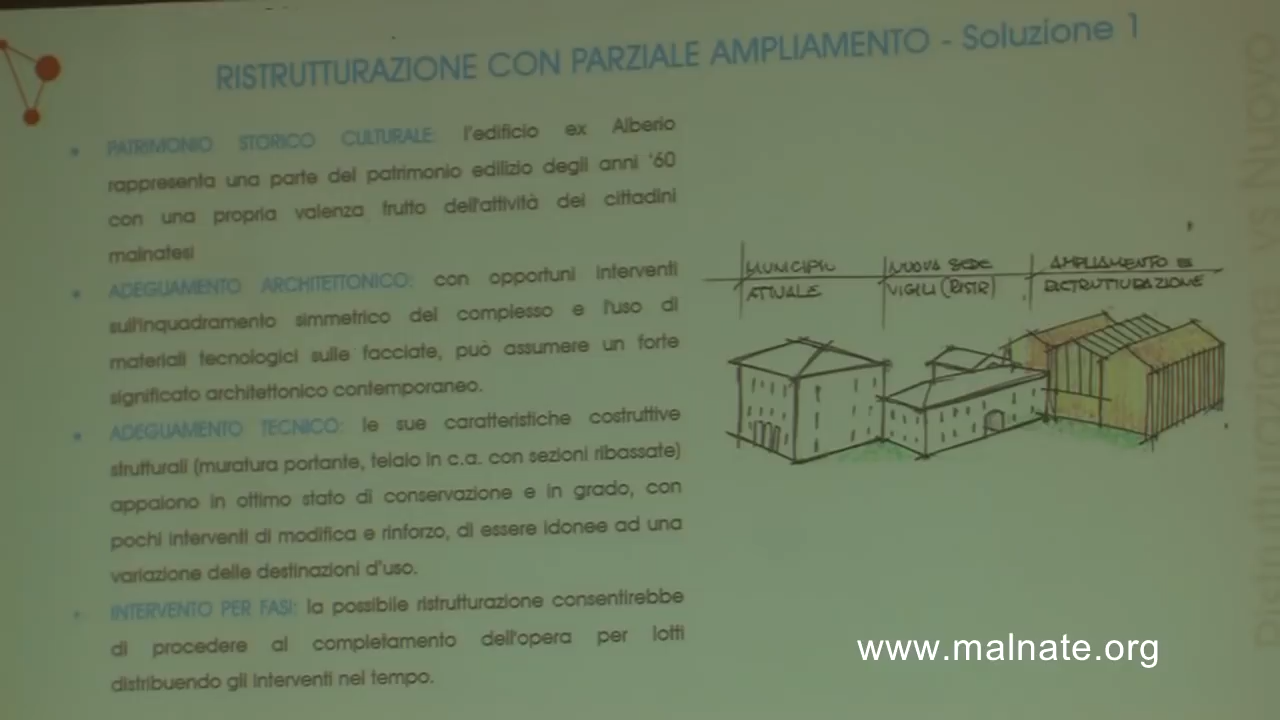 RISTRUTTURAZIONE CON PARZIALE AMPLIAMENTO - Soluzione 1
PATRIMONIO STORICO CULTURALE: l'edificio ex Alberio
rappresenta una parte del patrimonio edilizio degli anni '60
con una propria valenza frutto dell'attività dei cittadini
malnatesi
ADEGUAMENTO ARCHITETTONICO: con opportuni interventi
sull'inquadramento simmetrico del complesso e l'uso di
materiali tecnologici sulle facciate, può assumere un forte
significato architettonico contemporaneo.
ADEGUAMENTO TECNICO: le sue caratteristiche costruttive
strutturali (muratura portante, telaio in c.a. con sezioni ribassate)
appaiono in ottimo stato di conservazione e in grado, con
pochi interventi di modifica e rinforzo, di essere idonee ad una
variazione delle destinazioni d'uso.
INTERVENTO PER FASI: la possibile ristrutturazione consentirebbe
di procedere al completamento dell'opera per lotti
distribuendo gli interventi nel tempo.
MUNICIPIO
ATTUALE
NUOVA SEDE
VIGILI (RISTR)
AMPLIAMENTO E
RISTRUTTURAZIONE
Ristrutturazione vs Nuovo
www.malnate.org